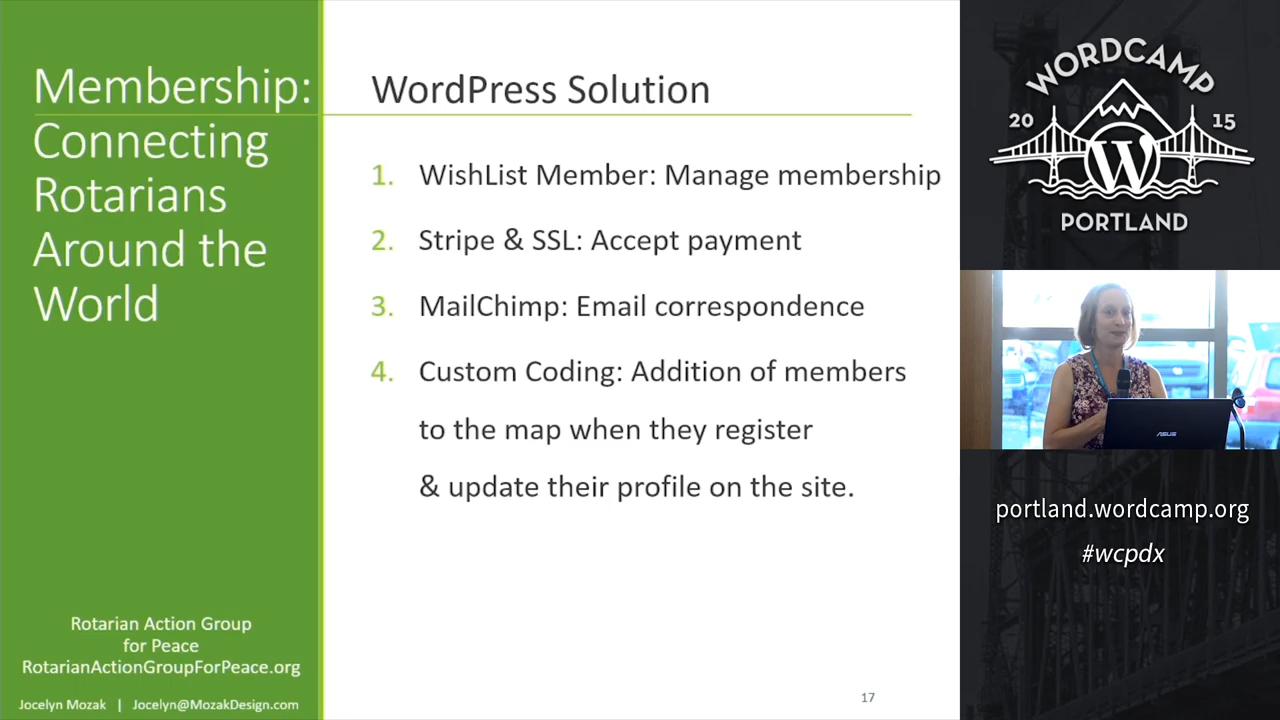 Membership:
Connecting
Rotarians
Around the
World
WordPress Solution
1. WishList Member: Manage membership
2. Stripe & SSL: Accept payment
3. MailChimp: Email correspondence
4. Custom Coding: Addition of members
to the map when they register
& update their profile on the site.
Rotarian Action Group
for Peace
RotarianActionGroupForPeace.org
Jocelyn Mozak | Jocelyn@MozakDesign.com
17
WORDCAMP
20 15
W
PORTLAND
ASUS
portland.wordcamp.org
#wcpdx